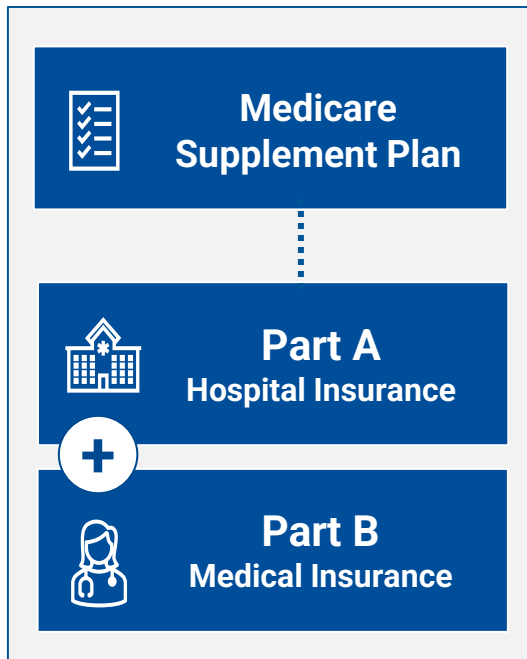 Medicare
Supplement Plan
Part A
Hospital Insurance
+
Part B
Medical Insurance